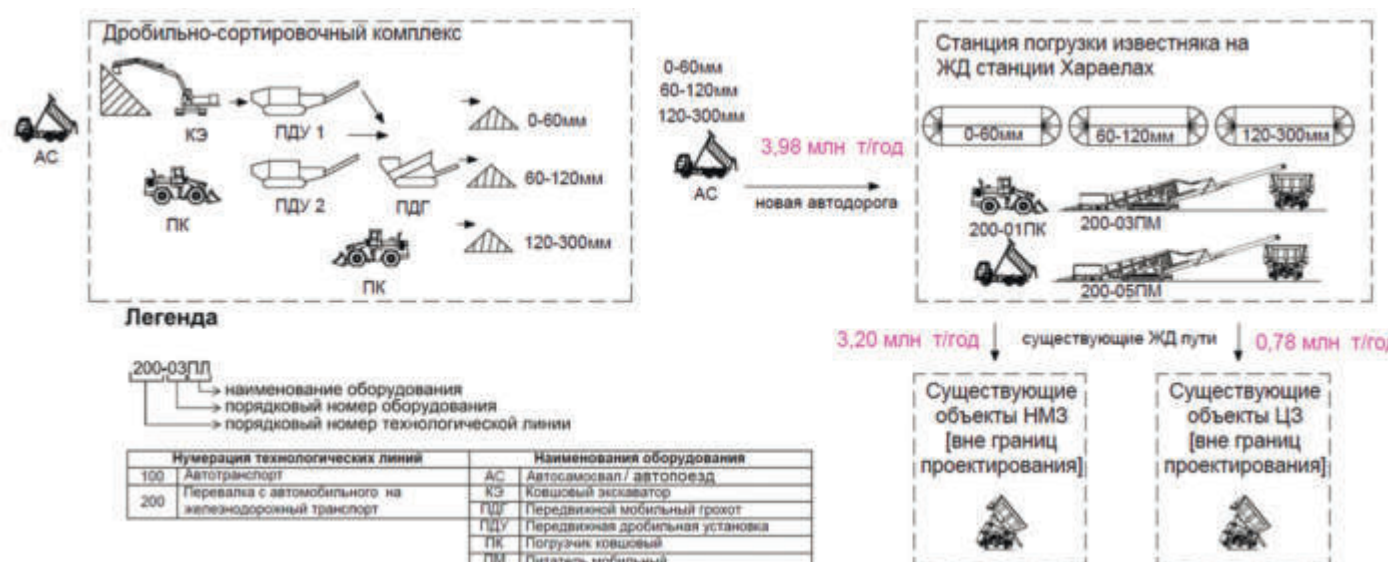 Дробильно-сортировочный комплекс
АС
КЭ
ПДУ 1
0-60мм
ПК
ПДУ 2
ПДГ
60-120мм
ПК
120-300мм
0-60мм
60-120мм
120-300мм
АС
3,98 млн т/год
новая автодорога
Станция погрузки известняка на
ЖД станции Хараелах
0-60мм
60-120мм
120-300мм
200-01ПК
200-03ПМ
200-05ПМ
3,20 млн т/год
существующие ЖД пути
0,78 млн т/год
Существующие
объекты НМЗ
[вне границ
проектирования]
Существующие
объекты ЦЗ
[вне границ
проектирования]
Легенда
200-03ПЛ
наименование оборудования
порядковый номер оборудования
порядковый номер технологической линии
Нумерация технологических линий
100 Автотранспорт
200 Перевалка с автомобильного на
железнодорожный транспорт
Наименования оборудования
АС Автосамосвал / автопоезд
КЭ Ковшовый экскаватор
ПДГ Передвижной мобильный грохот
ПДУ Передвижная дробильная установка
ПК Погрузчик ковшовый
ПМ Питатель мобильный